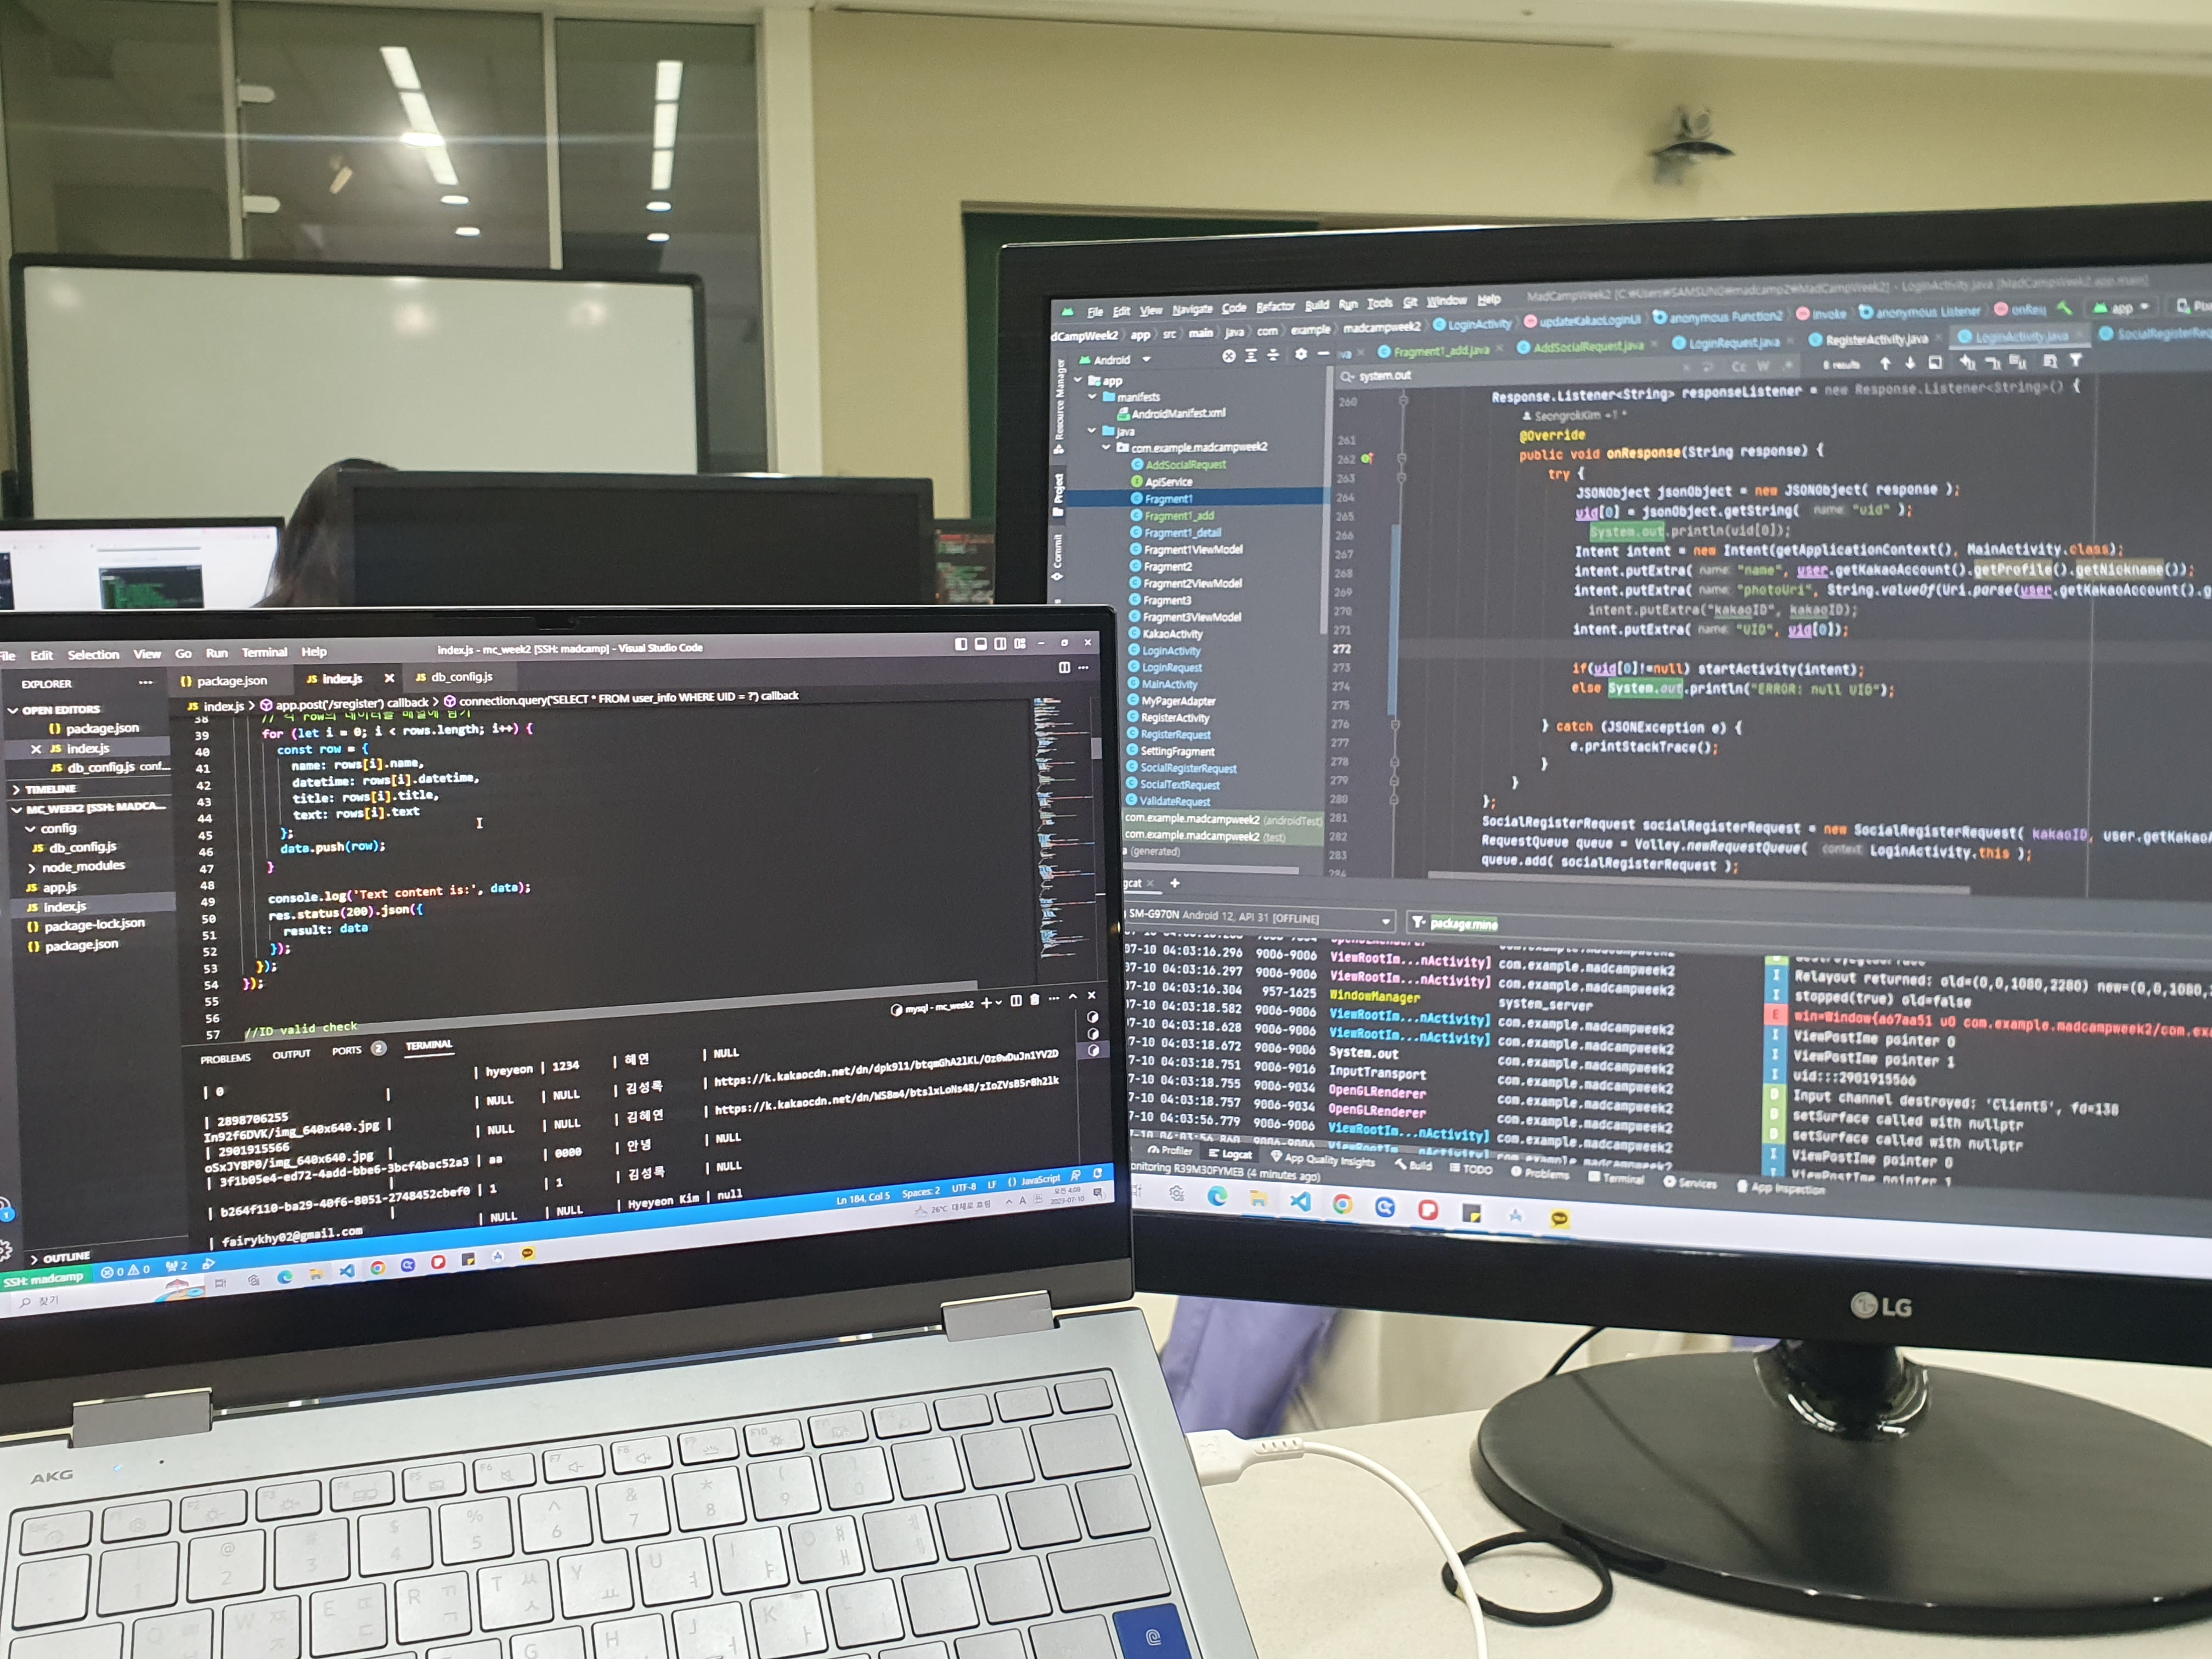 File Edit Selection View Go Run Terminal Help
index.js - mc_week2 [SSH: madcamp] - Visual Studio Code
EXPLORER
OPEN EDITORS
{} package.json
JS index.js
JS db_config.js conf...
TIMELINE
MC_WEEK2 [SSH: MADCA...
config
JS db_config.js
node_modules
JS app.js
JS index.js
{} package-lock.json
{} package.json
OUTLINE
{} package.json
JS index.js
JS db_config.js
JS index.js > app.post('/sregister') callback > connection.query('SELECT * FROM user_info WHERE UID = ?') callback
39 for (let i = 0; i < rows.length; i++) {
40 const row = {
41 name: rows[i].name,
42 datetime: rows[i].datetime,
43 title: rows[i].title,
44 text: rows[i].text
45 };
46 data.push(row);
47 }
48
49 console.log('Text content is:', data);
50 res.status(200).json({
51 result: data
52 });
53 });
54 });
55
56
57 //ID valid check
PROBLEMS OUTPUT PORTS 2 TERMINAL
mysql - mc_week2
| 0 | | hyeyeon | 1234 | 혜연 | NULL
| 2898706255 | NULL | NULL | 김성록 | https://k.kakaocdn.net/dn/dpk9l1/btqmGhA2lKL/Oz0wDuJn1YV2D
In92f6DVK/img_640x640.jpg |
| 2901915566 | NULL | NULL | 김혜연 | https://k.kakaocdn.net/dn/WS8m4/btslxLoNs48/zIoZVsB5rBh2lk
oSxJY8P0/img_640x640.jpg |
| 3f1b05e4-ed72-4add-bbe6-3bcf4bac52a3 | aa | 0000 | 안녕 | NULL
| b264f110-ba29-40f6-8051-2748452cbef0 | 1 | 1 | 김성록 | NULL
| fairykhy02@gmail.com | NULL | NULL | Hyeyeon Kim | null
SSH: madcamp 0 0 2
Ln 184, Col 5 Spaces: 2 UTF-8 LF {} JavaScript
찾기
26°C
오전 4:08
2023-07-10
AKG
File Edit View Navigate Code Refactor Build Run Tools Git Window Help
dCampWeek2 app src main java com example madcampweek2 LoginActivity updateKakaoLoginUi anonymous Function2 invoke anonymous Listener
app
Android
Fragment1_add.java
AddSocialRequest.java
LoginRequest.java
RegisterActivity.java
LoginActivity.java
Resource Manager
Project
Commit
app
manifests
AndroidManifest.xml
java
com.example.madcampweek2
AddSocialRequest
ApiService
Fragment1
Fragment1_add
Fragment1_detail
Fragment1ViewModel
Fragment2
Fragment2ViewModel
Fragment3
Fragment3ViewModel
KakaoActivity
LoginActivity
LoginRequest
MainActivity
MyPagerAdapter
RegisterActivity
RegisterRequest
SettingFragment
SocialRegisterRequest
SocialTextRequest
ValidateRequest
com.example.madcampweek2 (androidTest)
com.example.madcampweek2 (test)
(generated)
system.out
Cc W
8 results
260 Response.Listener<String> responseListener = new Response.Listener<String>() {
SeongrokKim +1 *
261 @Override
262 public void onResponse(String response) {
263 try {
264 JSONObject jsonObject = new JSONObject( response );
265 uid[0] = jsonObject.getString( name: "uid" );
266 System.out.println(uid[0]);
267 Intent intent = new Intent(getApplicationContext(), MainActivity.class);
268 intent.putExtra( name: "name", user.getKakaoAccount().getProfile().getNickname());
269 intent.putExtra( name: "photoUri", String.valueOf(Uri.parse(user.getKakaoAccount().g
270 intent.putExtra("kakaoID", kakaoID);
271 intent.putExtra( name: "UID", uid[0]);
272
273 if(uid[0]!=null) startActivity(intent);
274 else System.out.println("ERROR: null UID");
275
276 } catch (JSONException e) {
277 e.printStackTrace();
278 }
279 }
280 };
281 SocialRegisterRequest socialRegisterRequest = new SocialRegisterRequest( kakaoID, user.getKakao
282 RequestQueue queue = Volley.newRequestQueue( context: LoginActivity.this );
283 queue.add( socialRegisterRequest );
284
gcat
SM-G970N Android 12, API 31 [OFFLINE]
package:mine
07-10 04:03:16.296 9006-9006 ViewRootIm...nActivity] com.example.madcampweek2 I Relayout returned: old=(0,0,1080,2280) new=(0,0,1080,
07-10 04:03:16.297 9006-9006 ViewRootIm...nActivity] com.example.madcampweek2 I stopped(true) old=false
07-10 04:03:16.304 957-1625 WindowManager system_server E win=Window{a67aa51 u0 com.example.madcampweek2/com.exa
7-10 04:03:18.582 9006-9006 ViewRootIm...nActivity] com.example.madcampweek2 I ViewPostIme pointer 0
7-10 04:03:18.628 9006-9006 ViewRootIm...nActivity] com.example.madcampweek2 I ViewPostIme pointer 1
7-10 04:03:18.672 9006-9006 System.out com.example.madcampweek2 I uid:::2901915566
7-10 04:03:18.751 9006-9016 InputTransport com.example.madcampweek2 D Input channel destroyed: 'ClientS', fd=138
7-10 04:03:18.755 9006-9034 OpenGLRenderer com.example.madcampweek2 D setSurface called with nullptr
7-10 04:03:18.757 9006-9034 OpenGLRenderer com.example.madcampweek2 D setSurface called with nullptr
7-10 04:03:56.779 9006-9006 ViewRootIm...nActivity] com.example.madcampweek2 I ViewPostIme pointer 0
Profiler Logcat App Quality Insights Build TODO Problems Terminal Services App Inspection
onitoring R39M30FYMEB (4 minutes ago)
LG